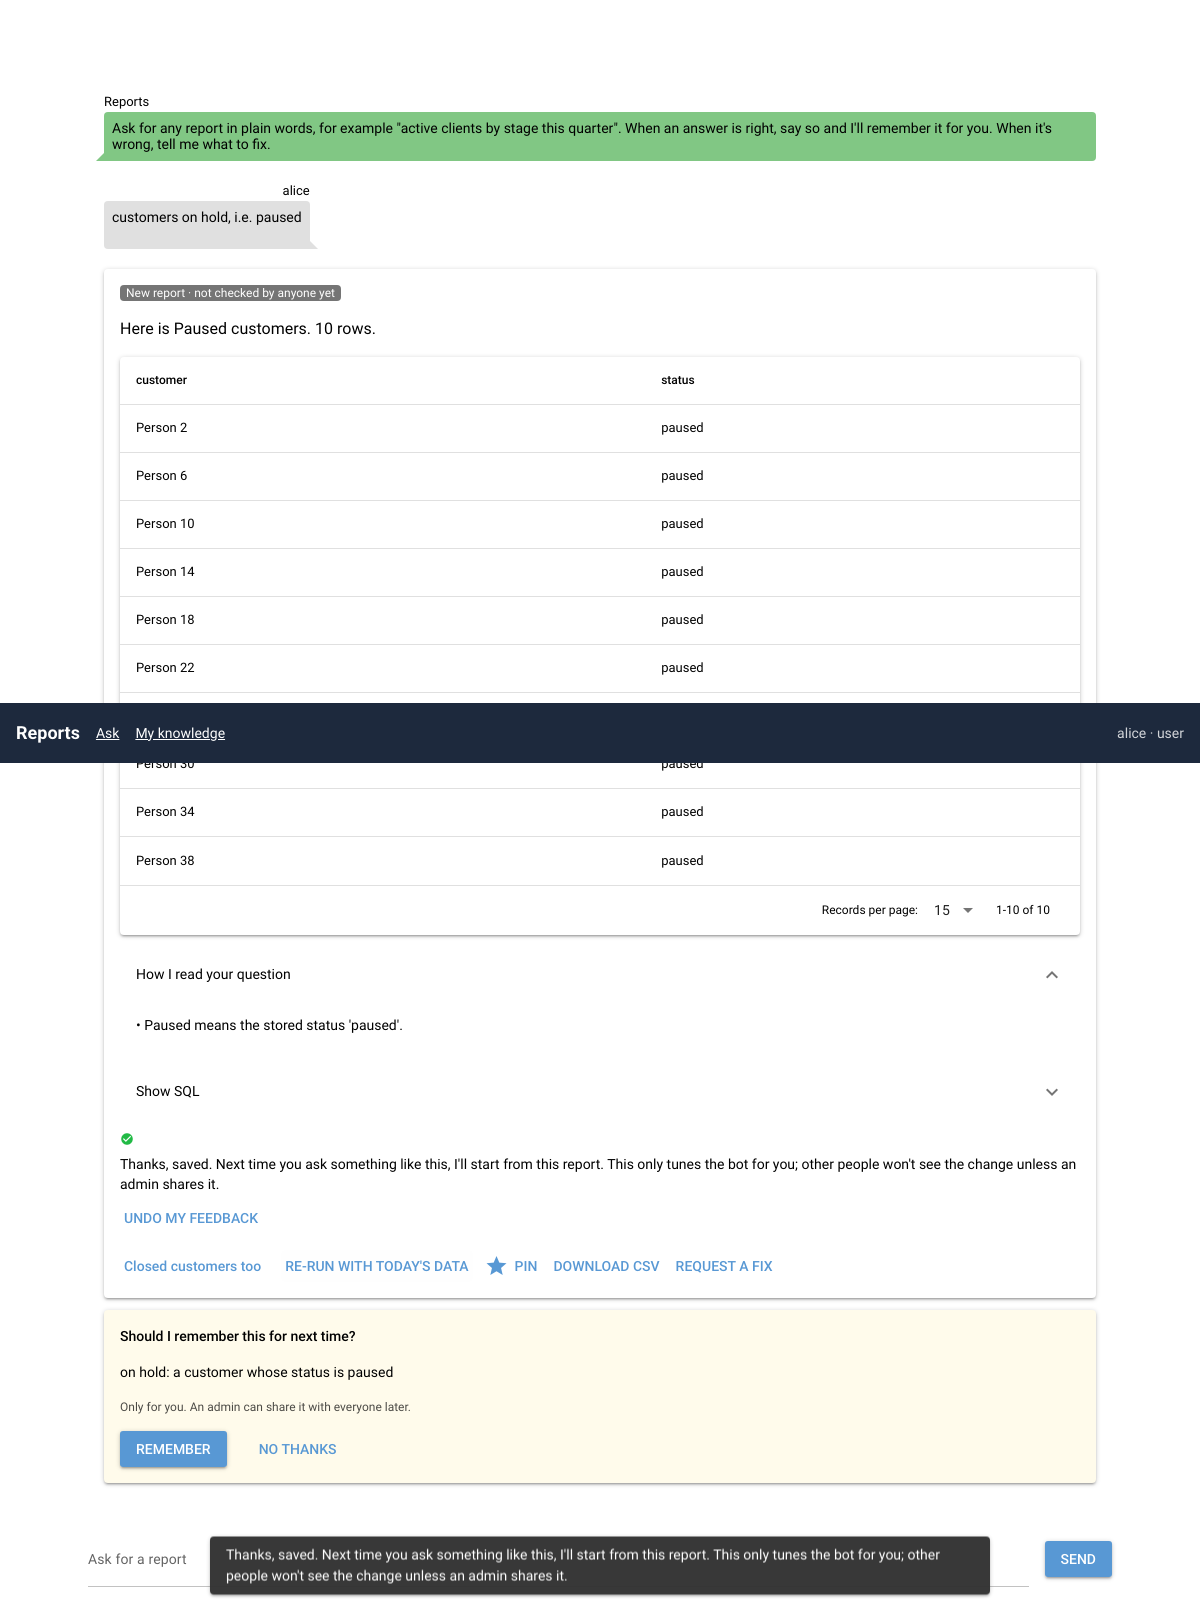 Reports
Ask for any report in plain words, for example "active clients by stage this quarter". When an answer is right, say so and I'll remember it for you. When it's
wrong, tell me what to fix.
alice
customers on hold, i.e. paused
New report · not checked by anyone yet
Here is Paused customers. 10 rows.
customer status
Person 2 paused
Person 6 paused
Person 10 paused
Person 14 paused
Person 18 paused
Person 22 paused
Reports Ask My knowledge alice · user
Person 30 paused
Person 34 paused
Person 38 paused
Records per page: 15 1-10 of 10
How I read your question
• Paused means the stored status 'paused'.
Show SQL
Thanks, saved. Next time you ask something like this, I'll start from this report. This only tunes the bot for you; other people won't see the change unless an
admin shares it.
UNDO MY FEEDBACK
Closed customers too RE-RUN WITH TODAY'S DATA PIN DOWNLOAD CSV REQUEST A FIX
Should I remember this for next time?
on hold: a customer whose status is paused
Only for you. An admin can share it with everyone later.
REMEMBER NO THANKS
Ask for a report
Thanks, saved. Next time you ask something like this, I'll start from this report. This only tunes the bot for you; other
people won't see the change unless an admin shares it.
SEND